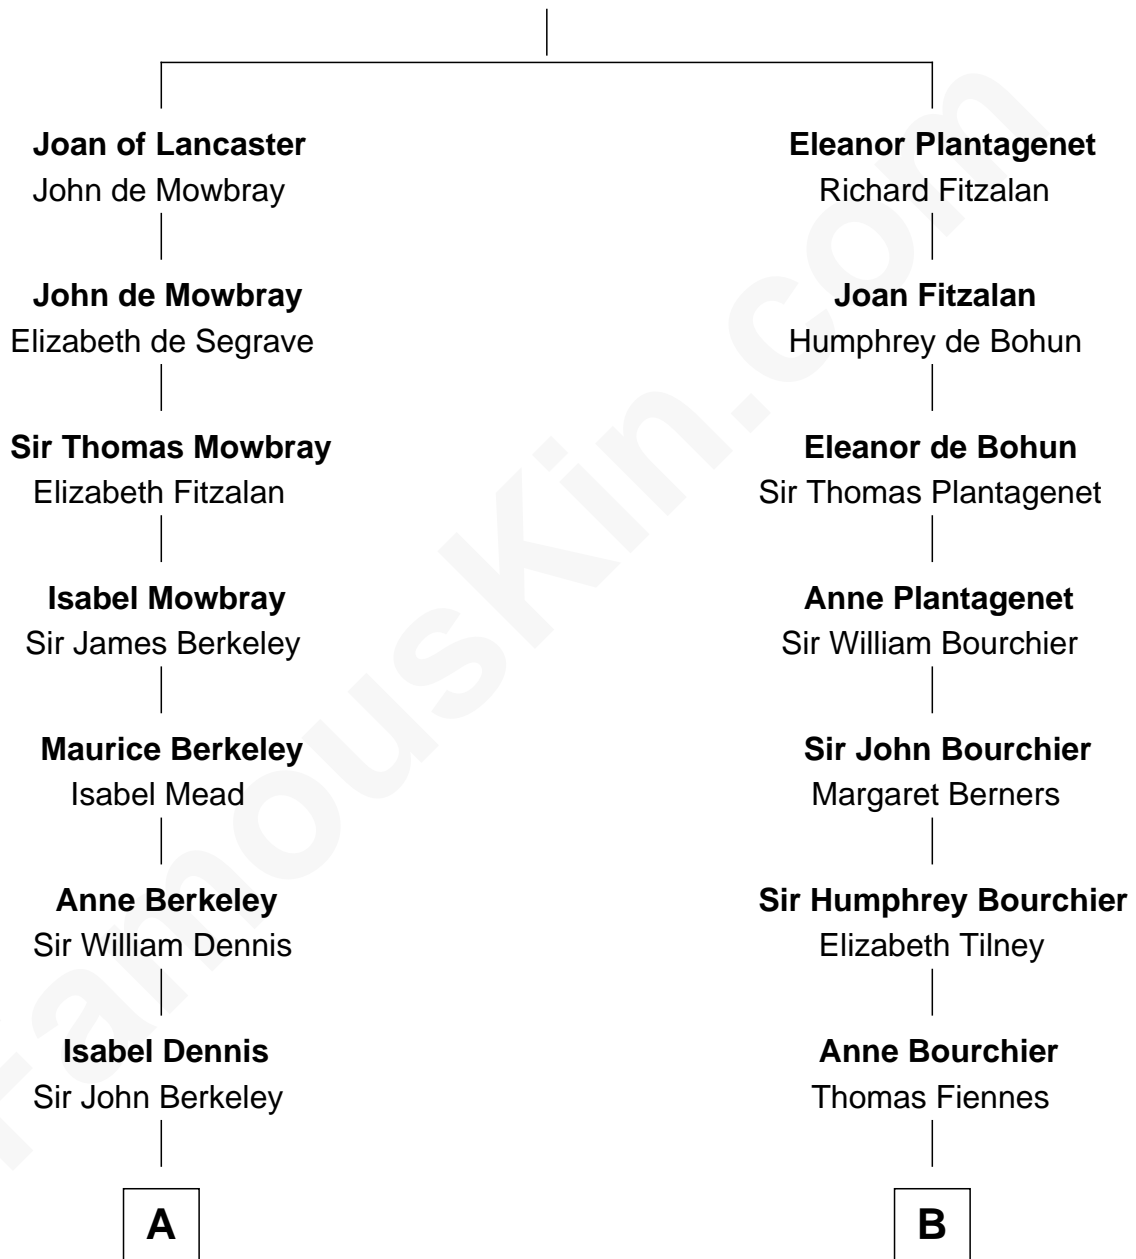 Joan of Lancaster
John de Mowbray
John de Mowbray
Elizabeth de Segrave
Sir Thomas Mowbray
Elizabeth Fitzalan
Isabel Mowbray
Sir James Berkeley
Maurice Berkeley
Isabel Mead
Anne Berkeley
Sir William Dennis
Isabel Dennis
Sir John Berkeley
A
Eleanor Plantagenet
Richard Fitzalan
Joan Fitzalan
Humphrey de Bohun
Eleanor de Bohun
Sir Thomas Plantagenet
Anne Plantagenet
Sir William Bourchier
Sir John Bourchier
Margaret Berners
Sir Humphrey Bourchier
Elizabeth Tilney
Anne Bourchier
Thomas Fiennes
B
FamousKin.com